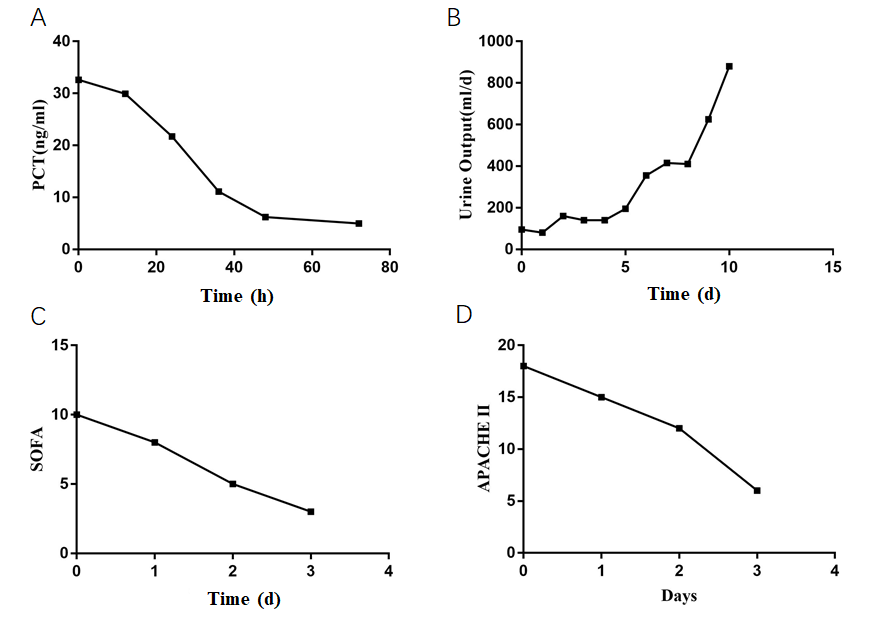 A
PCT(ng/ml)
40
30
20
10
0
0 20 40 60 80
Time (h)
B
Urine Output(ml/d)
1000
800
600
400
200
0
0 5 10 15
Time (d)
C
SOFA
15
10
5
0
0 1 2 3 4
Time (d)
D
APACHE II
20
15
10
5
0
0 1 2 3 4
Days